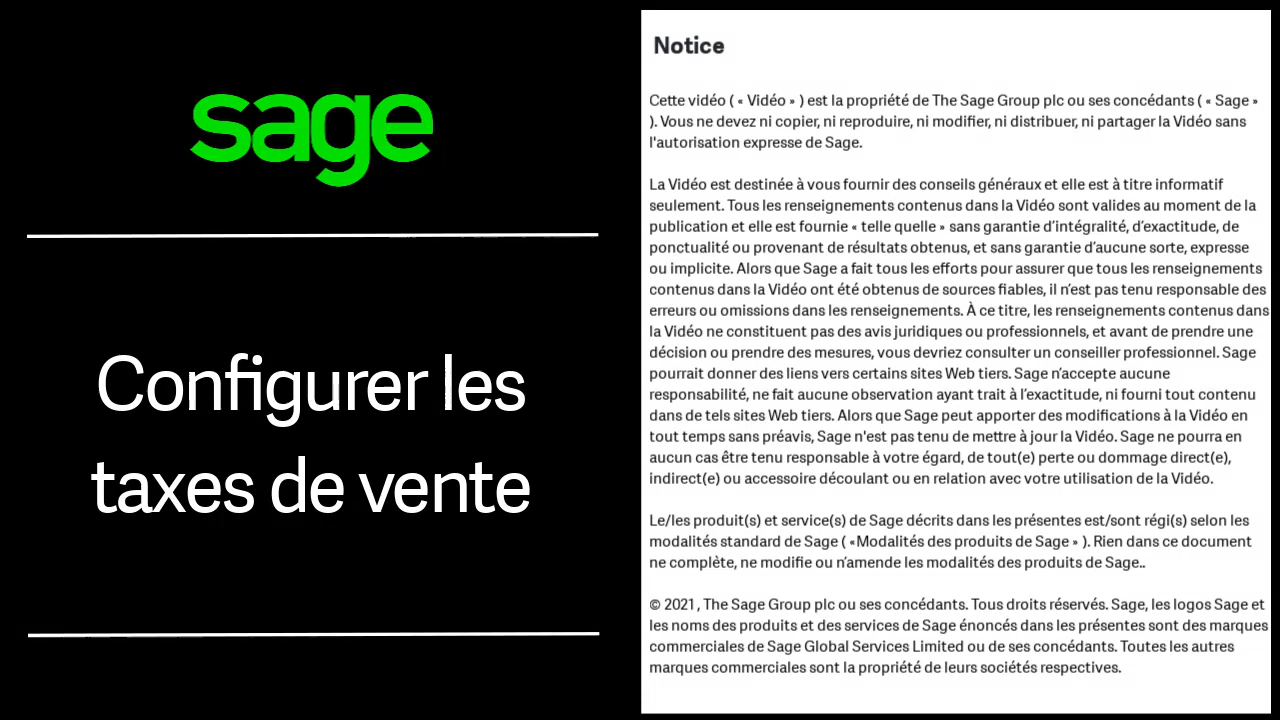 sage
Configurer les
taxes de vente
Notice
Cette vidéo ( « Vidéo » ) est la propriété de The Sage Group plc ou ses concédants ( « Sage »
). Vous ne devez ni copier, ni reproduire, ni modifier, ni distribuer, ni partager la Vidéo sans
l'autorisation expresse de Sage.
La Vidéo est destinée à vous fournir des conseils généraux et elle est à titre informatif
seulement. Tous les renseignements contenus dans la Vidéo sont valides au moment de la
publication et elle est fournie « telle quelle » sans garantie d’intégralité, d’exactitude, de
ponctualité ou provenant de résultats obtenus, et sans garantie d’aucune sorte, expresse
ou implicite. Alors que Sage a fait tous les efforts pour assurer que tous les renseignements
contenus dans la Vidéo ont été obtenus de sources fiables, il n’est pas tenu responsable des
erreurs ou omissions dans les renseignements. À ce titre, les renseignements contenus dans
la Vidéo ne constituent pas des avis juridiques ou professionnels, et avant de prendre une
décision ou prendre des mesures, vous devriez consulter un conseiller professionnel. Sage
pourrait donner des liens vers certains sites Web tiers. Sage n’accepte aucune
responsabilité, ne fait aucune observation ayant trait à l’exactitude, ni fourni tout contenu
dans de tels sites Web tiers. Alors que Sage peut apporter des modifications à la Vidéo en
tout temps sans préavis, Sage n'est pas tenu de mettre à jour la Vidéo. Sage ne pourra en
aucun cas être tenu responsable à votre égard, de tout(e) perte ou dommage direct(e),
indirect(e) ou accessoire découlant ou en relation avec votre utilisation de la Vidéo.
Le/les produit(s) et service(s) de Sage décrits dans les présentes est/sont régi(s) selon les
modalités standard de Sage ( «Modalités des produits de Sage » ). Rien dans ce document
ne complète, ne modifie ou n’amende les modalités des produits de Sage..
© 2021 , The Sage Group plc ou ses concédants. Tous droits réservés. Sage, les logos Sage et
les noms des produits et des services de Sage énoncés dans les présentes sont des marques
commerciales de Sage Global Services Limited ou de ses concédants. Toutes les autres
marques commerciales sont la propriété de leurs sociétés respectives.